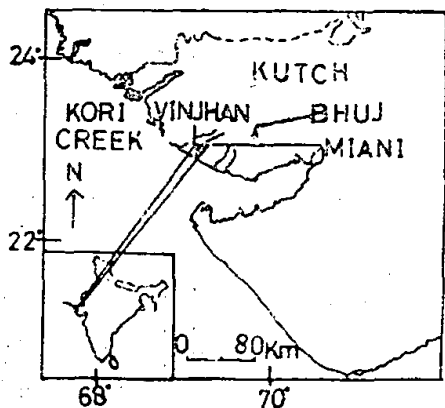 24°
KUTCH
KORI VINJHAN BHUJ
CREEK MIANI
N
22°
0 80Km
68° 70°